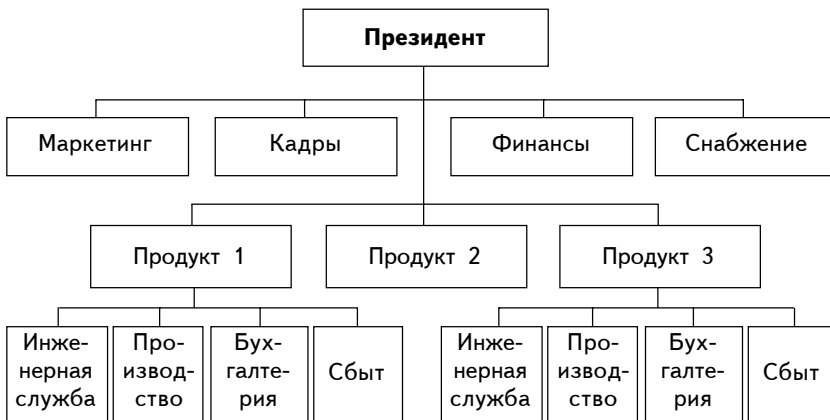 Президент
Маркетинг
Кадры
Финансы
Снабжение
Продукт 1
Продукт 2
Продукт 3
Инже-
нерная
служба
Про-
извод-
ство
Бух-
галте-
рия
Сбыт
Инже-
нерная
служба
Про-
извод-
ство
Бух-
галте-
рия
Сбыт